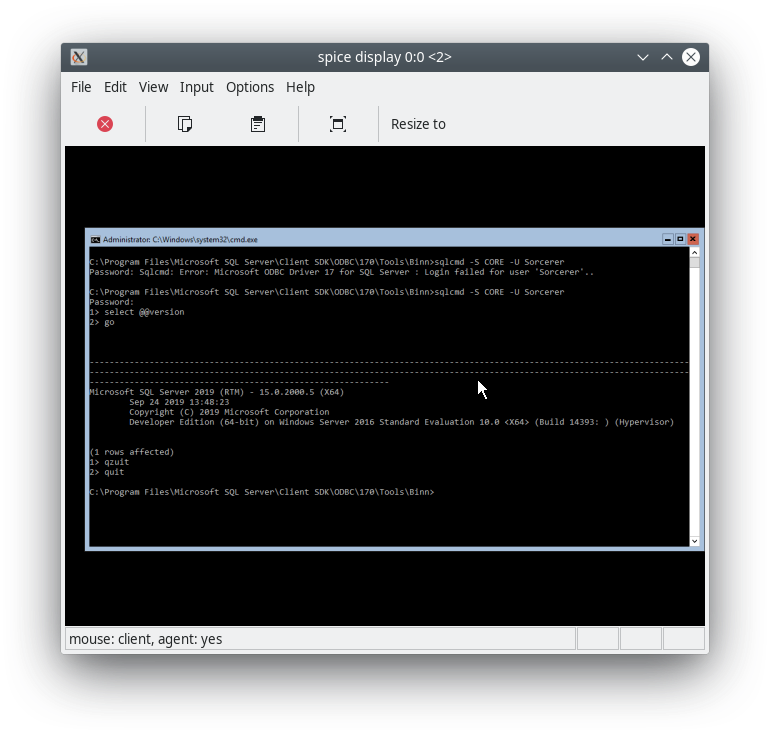 spice display 0:0 <2>
File Edit View Input Options Help
Resize to
Administrator: C:\Windows\system32\cmd.exe
C:\Program Files\Microsoft SQL Server\Client SDK\ODBC\170\Tools\Binn>sqlcmd -S CORE -U Sorcerer
Password: Sqlcmd: Error: Microsoft ODBC Driver 17 for SQL Server : Login failed for user 'Sorcerer'..
C:\Program Files\Microsoft SQL Server\Client SDK\ODBC\170\Tools\Binn>sqlcmd -S CORE -U Sorcerer
Password:
1> select @@version
2> go
Microsoft SQL Server 2019 (RTM) - 15.0.2000.5 (X64)
Sep 24 2019 13:48:23
Copyright (C) 2019 Microsoft Corporation
Developer Edition (64-bit) on Windows Server 2016 Standard Evaluation 10.0 <X64> (Build 14393: ) (Hypervisor)
(1 rows affected)
1> qzuit
2> quit
C:\Program Files\Microsoft SQL Server\Client SDK\ODBC\170\Tools\Binn>
mouse: client, agent: yes